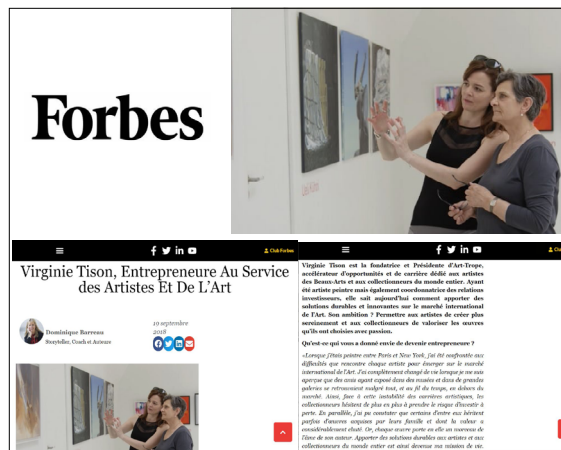 Forbes
Club Forbes
Virginie Tison, Entrepreneure Au Service
des Artistes Et De L'Art
Dominique Barreau
Storyteller, Coach et Auteure
10 septembre
2018
Virginie Tison est la fondatrice et Présidente d'Art-Trope,
accélérateur d'opportunités et de carrière dédié aux artistes
des Beaux-Arts et aux collectionneurs du monde entier. Ayant
été artiste peintre mais également coordonnatrice des relations
investisseurs, elle sait aujourd'hui comment apporter des
solutions durables et innovantes sur le marché international
de l'Art. Son ambition ? Permettre aux artistes de créer plus
sereinement et aux collectionneurs de valoriser les œuvres
qu'ils ont choisies avec passion.
Qu'est-ce qui vous a donné envie de devenir entrepreneure ?
«Lorsque j'étais peintre entre Paris et New York, j'ai été confrontée aux
difficultés que rencontre chaque artiste pour émerger sur le marché
international de l'Art. J'ai complètement changé de vie lorsque je me suis
aperçue que des amis ayant exposé dans des musées et dans de grandes
galeries se retrouvaient malgré tout, et au fil du temps, en dehors du
marché. Ainsi, face à cette instabilité des carrières artistiques, les
collectionneurs hésitent de plus en plus à prendre le risque d'investir à
perte. En parallèle, j'ai pu constater que certains d'entre eux héritent
parfois d'œuvres acquises par leurs famille et dont la valeur a
considérablement chuté. Or, chaque œuvre porte en elle un morceau de
l'âme de son auteur. Apporter des solutions durables aux artistes et aux
collectionneurs du monde entier est ainsi devenue ma mission de vie.